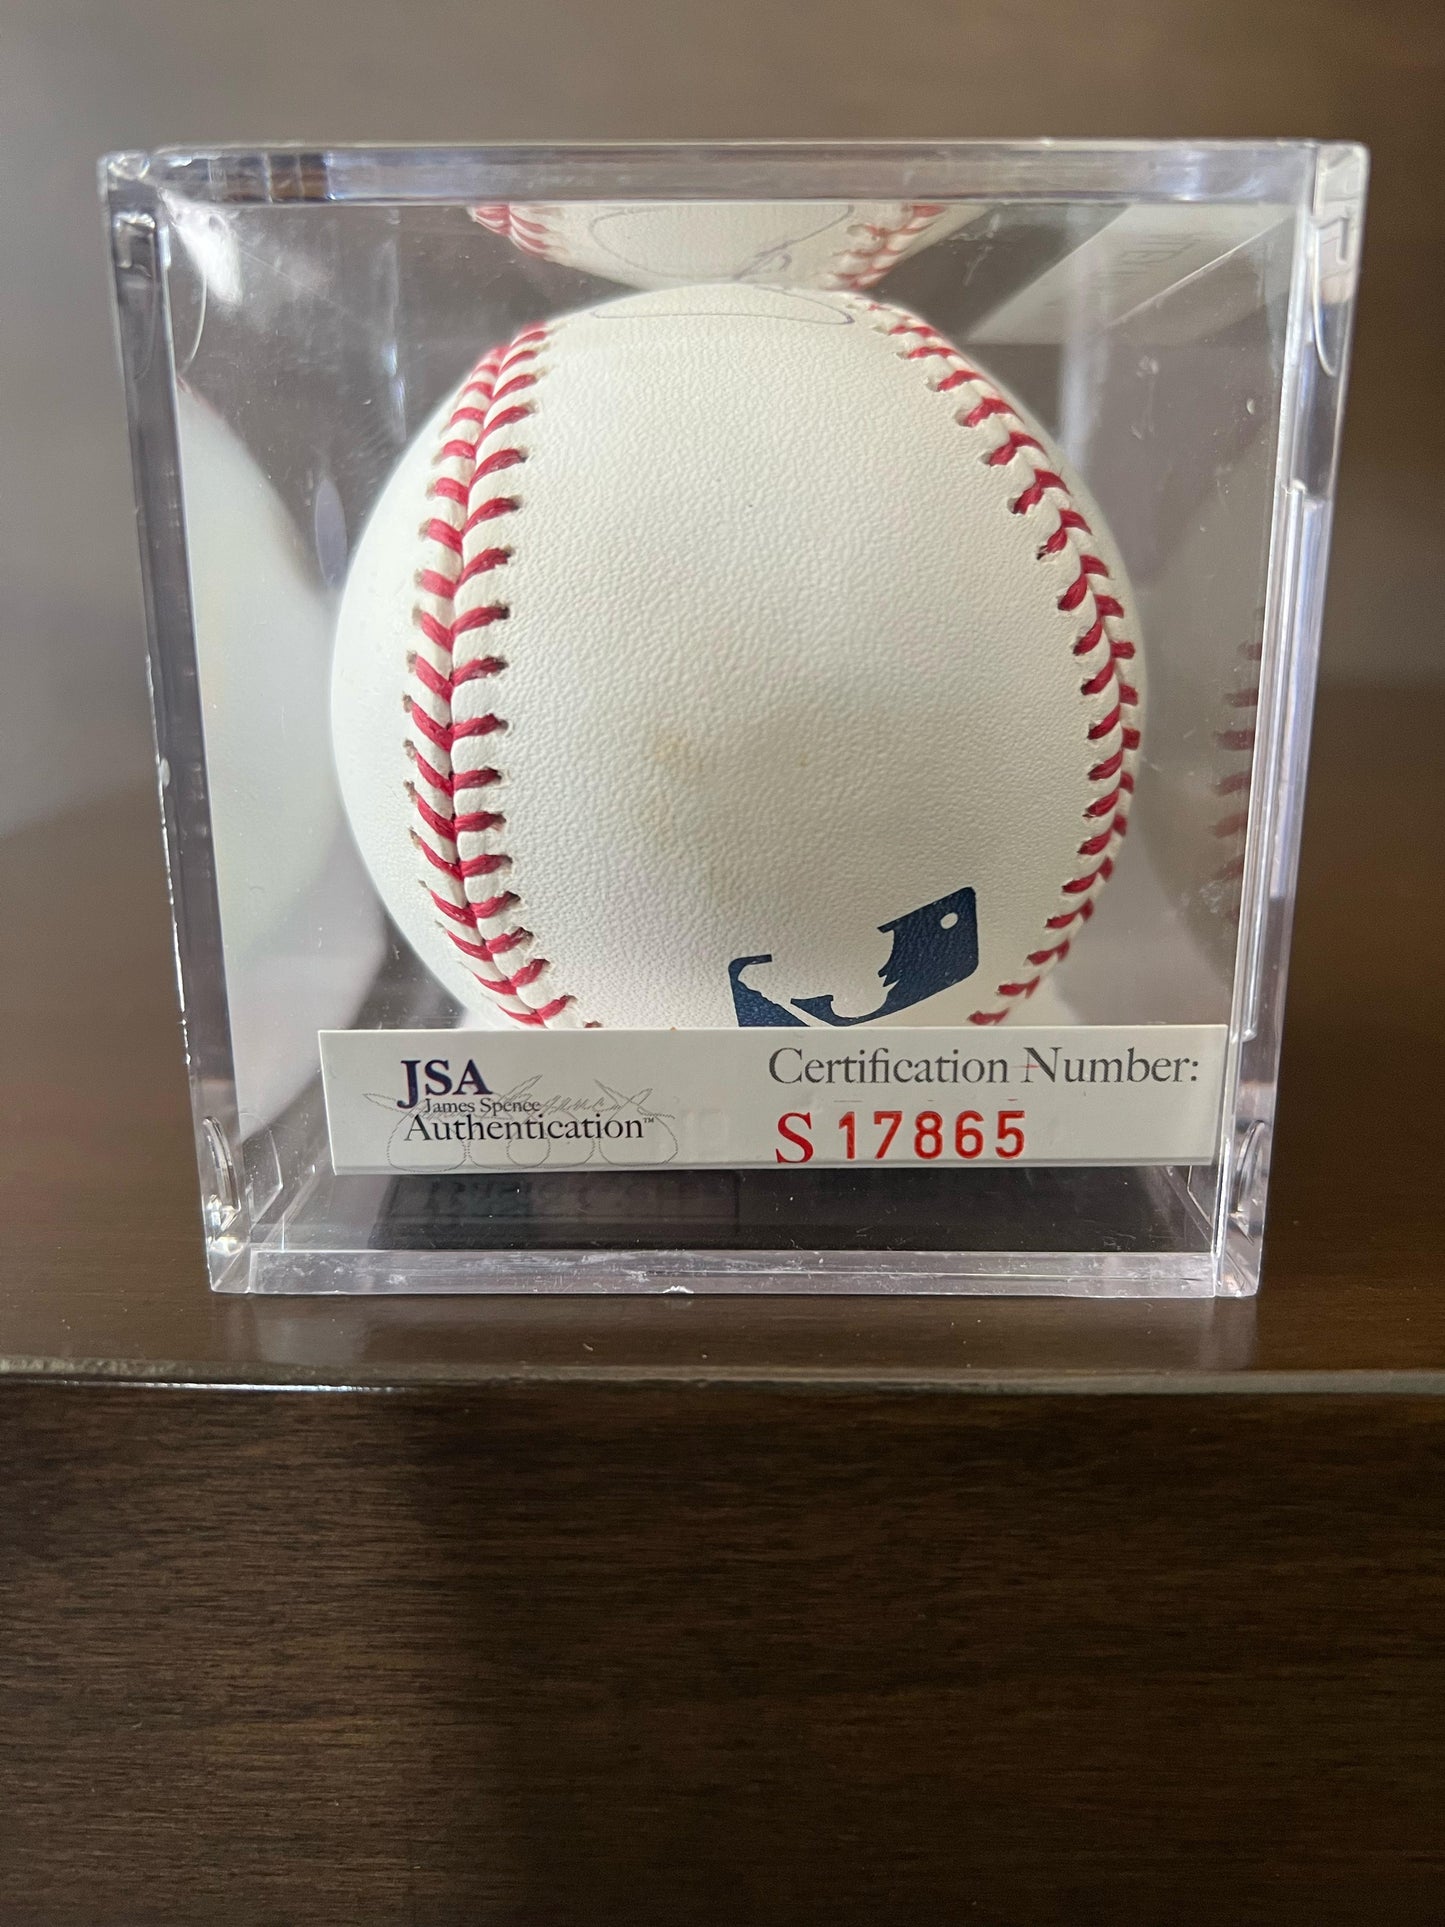 JSA
James Spence
Authentication™
Certification Number:
S 17865